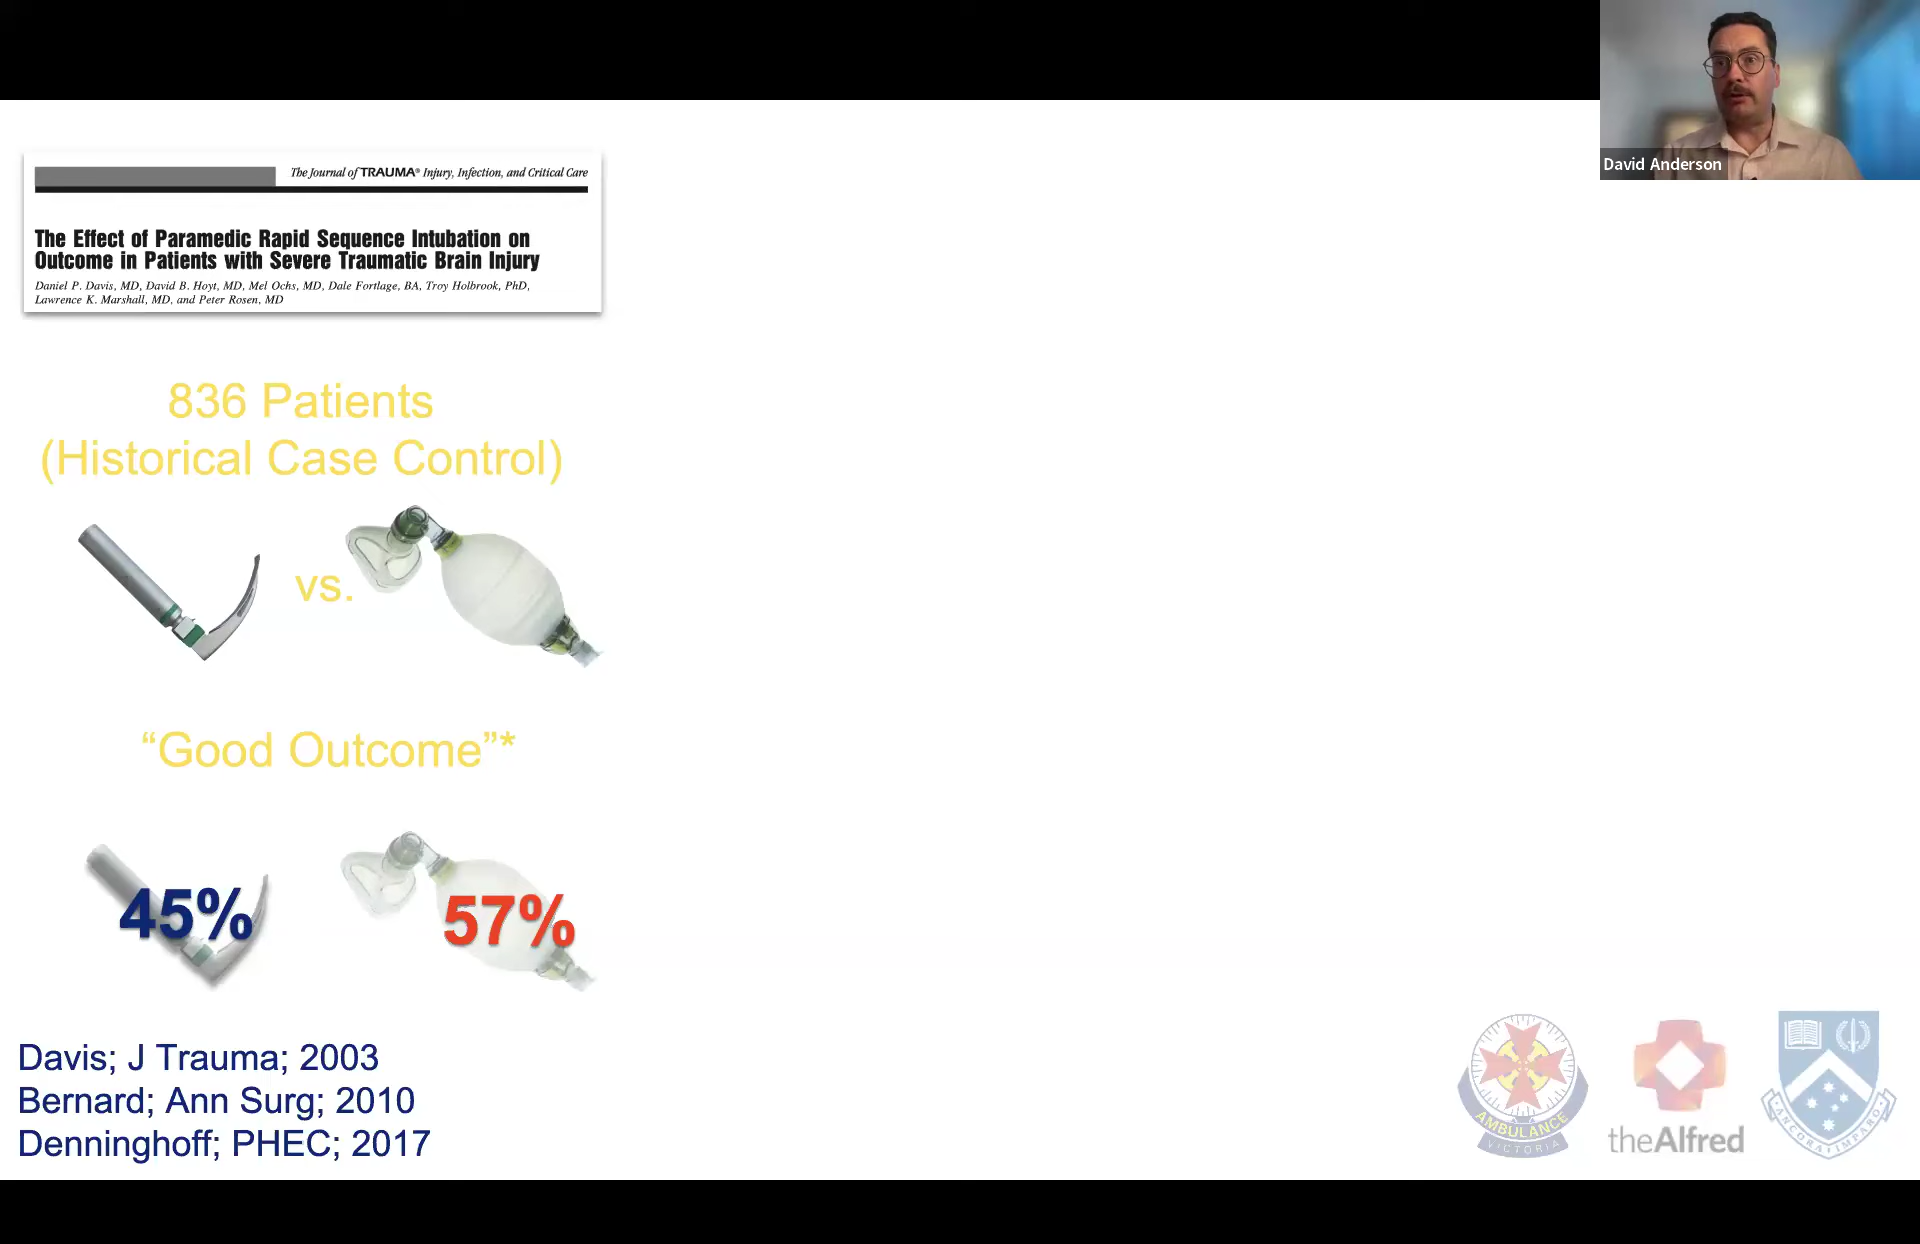 David Anderson
The Journal of TRAUMA® Injury, Infection, and Critical Care
The Effect of Paramedic Rapid Sequence Intubation on
Outcome in Patients with Severe Traumatic Brain Injury
Daniel P. Davis, MD, David B. Hoyt, MD, Mel Ochs, MD, Dale Fortlage, BA, Troy Holbrook, PhD,
Lawrence K. Marshall, MD, and Peter Rosen, MD
836 Patients
(Historical Case Control)
vs.
“Good Outcome”*
45%
57%
Davis; J Trauma; 2003
Bernard; Ann Surg; 2010
Denninghoff; PHEC; 2017
AMBULANCE
VICTORIA
theAlfred
ANCORA IMPARO